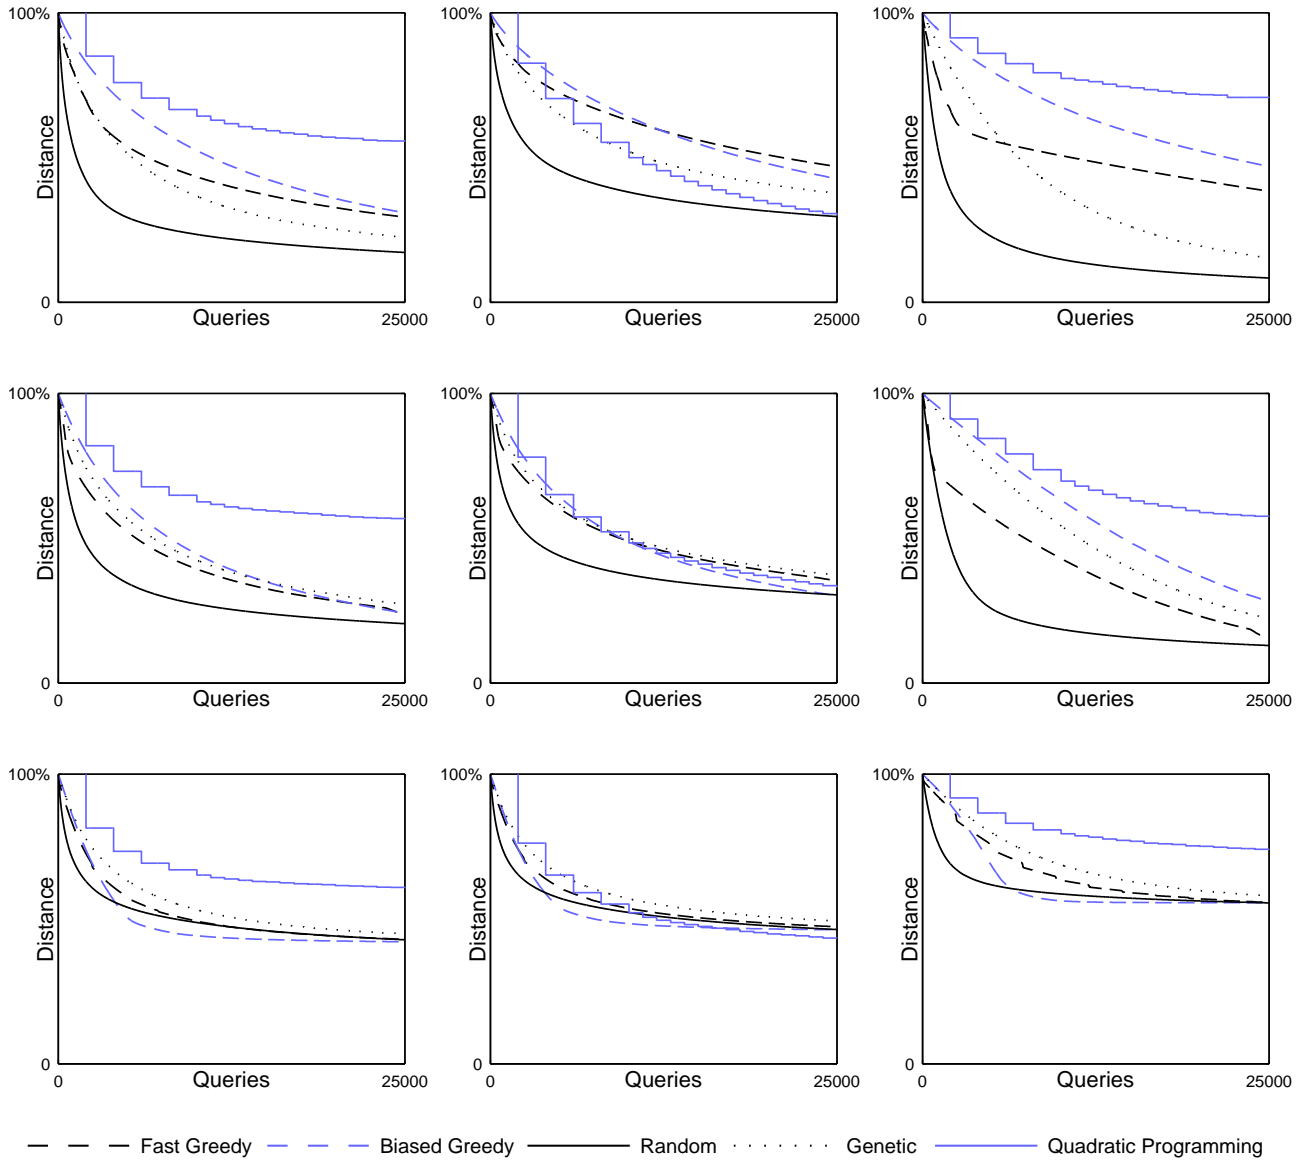 100% 100% 100%
Distance Distance Distance
0 0 0
0 Queries 25000 0 Queries 25000 0 Queries 25000
100% 100% 100%
Distance Distance Distance
0 0 0
0 Queries 25000 0 Queries 25000 0 Queries 25000
100% 100% 100%
Distance Distance Distance
0 0 0
0 Queries 25000 0 Queries 25000 0 Queries 25000
Fast Greedy Biased Greedy Random Genetic Quadratic Programming